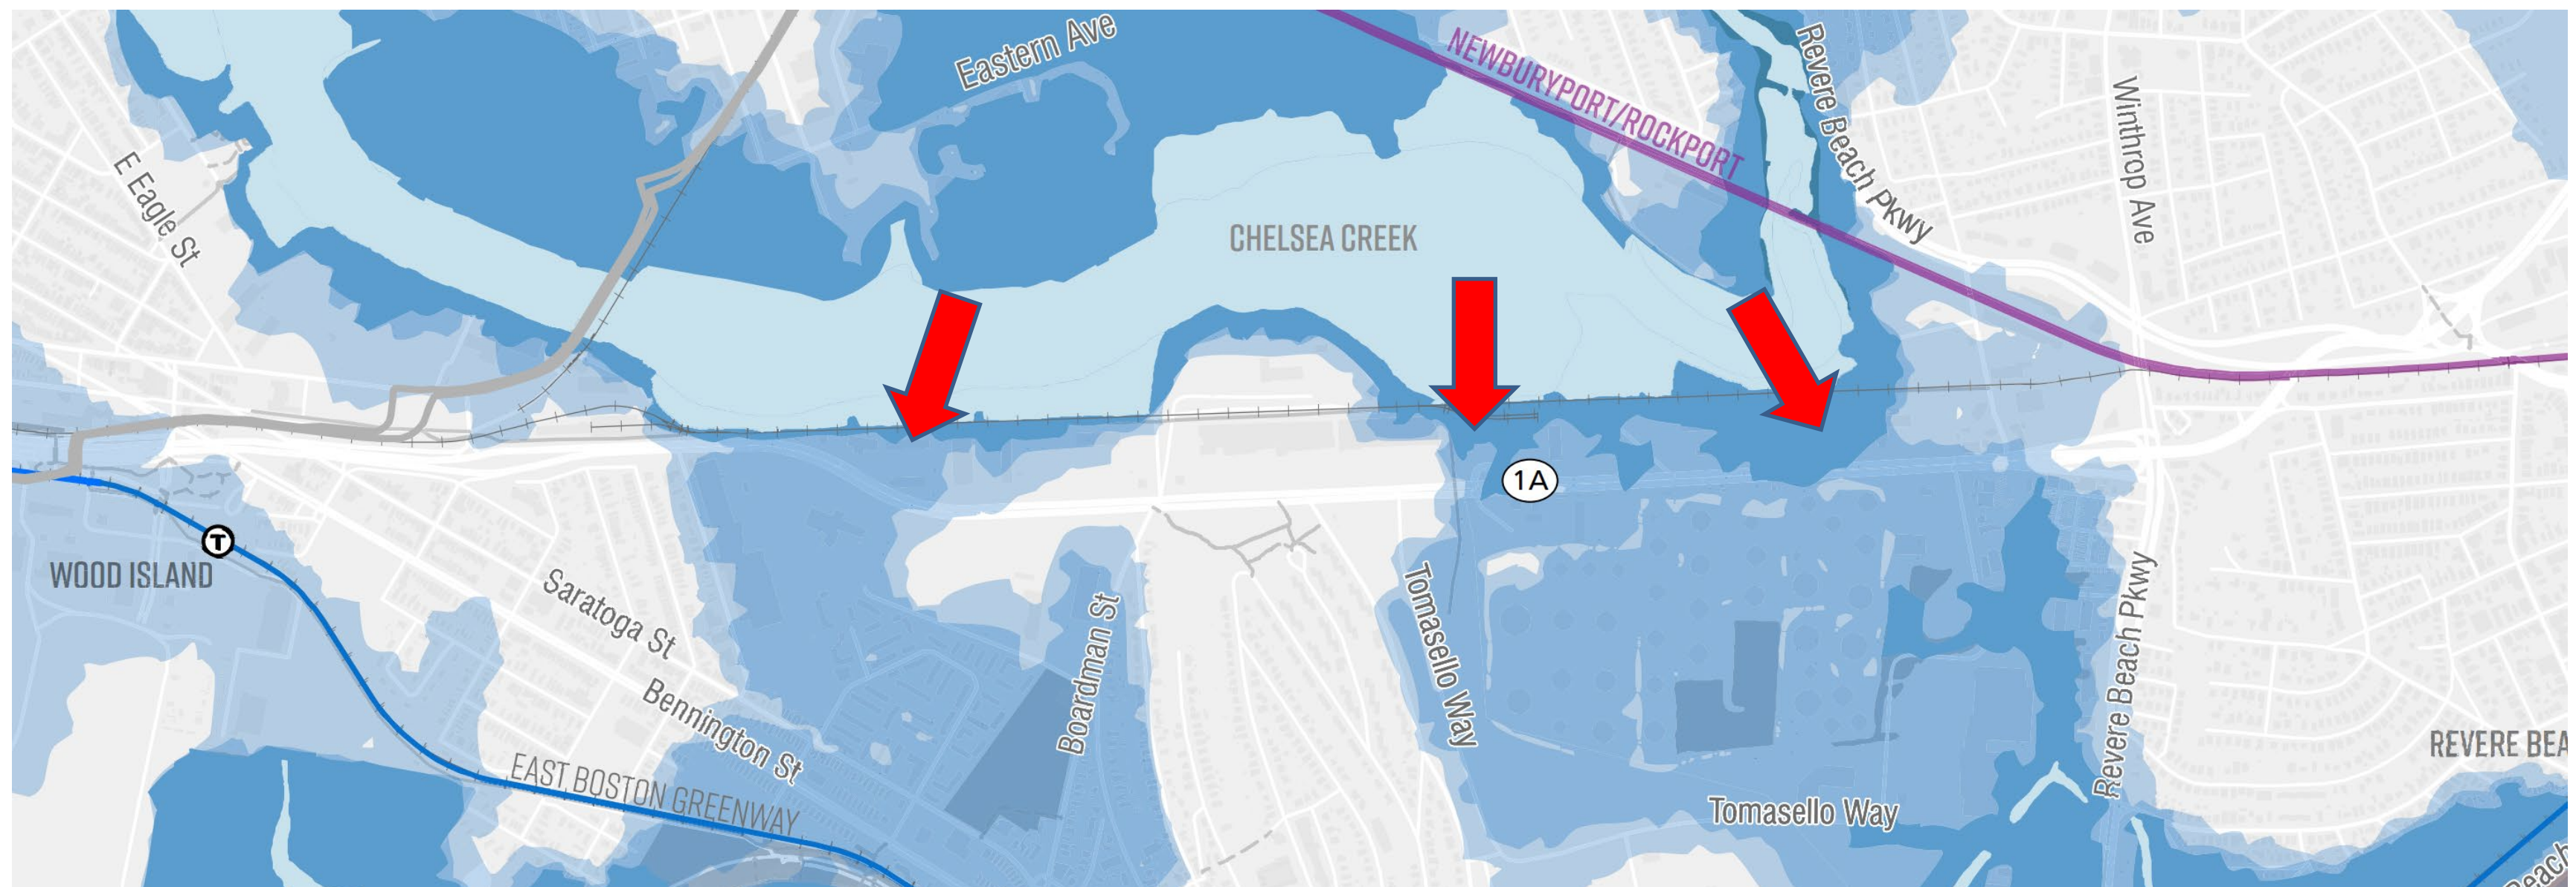 Eastern Ave
NEWBURYPORT/ROCKPORT
Revere Beach Pkwy
Winthrop Ave
E Eagle St
CHELSEA CREEK
1A
T
WOOD ISLAND
Saratoga St
Boardman St
Tomasello Way
Revere Beach Pkwy
Bennington St
EAST BOSTON GREENWAY
REVERE BEA
Tomasello Way
Beach